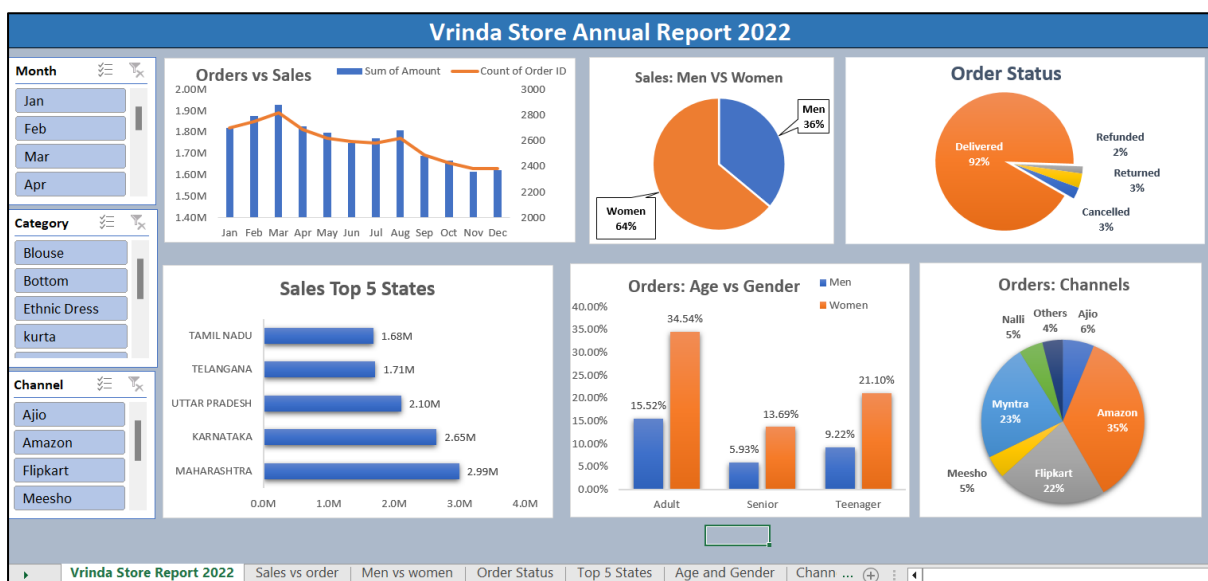 Vrinda Store Annual Report 2022
Month
Jan
Feb
Mar
Apr
Category
Blouse
Bottom
Ethnic Dress
kurta
Channel
Ajio
Amazon
Flipkart
Meesho
Orders vs Sales
Sum of Amount
Count of Order ID
2.00M
1.90M
1.80M
1.70M
1.60M
1.50M
1.40M
3000
2800
2600
2400
2200
2000
Jan Feb Mar Apr May Jun Jul Aug Sep Oct Nov Dec
Sales: Men VS Women
Men
36%
Women
64%
Order Status
Delivered
92%
Refunded
2%
Returned
3%
Cancelled
3%
Sales Top 5 States
TAMIL NADU
1.68M
TELANGANA
1.71M
UTTAR PRADESH
2.10M
KARNATAKA
2.65M
MAHARASHTRA
2.99M
0.0M 1.0M 2.0M 3.0M 4.0M
Orders: Age vs Gender
Men
Women
40.00%
35.00%
30.00%
25.00%
20.00%
15.00%
10.00%
5.00%
0.00%
15.52%
34.54%
5.93%
13.69%
9.22%
21.10%
Adult Senior Teenager
Orders: Channels
Nalli
5%
Others
4%
Ajio
6%
Myntra
23%
Amazon
35%
Meesho
5%
Flipkart
22%
Vrinda Store Report 2022 Sales vs order Men vs women Order Status Top 5 States Age and Gender Chann ...